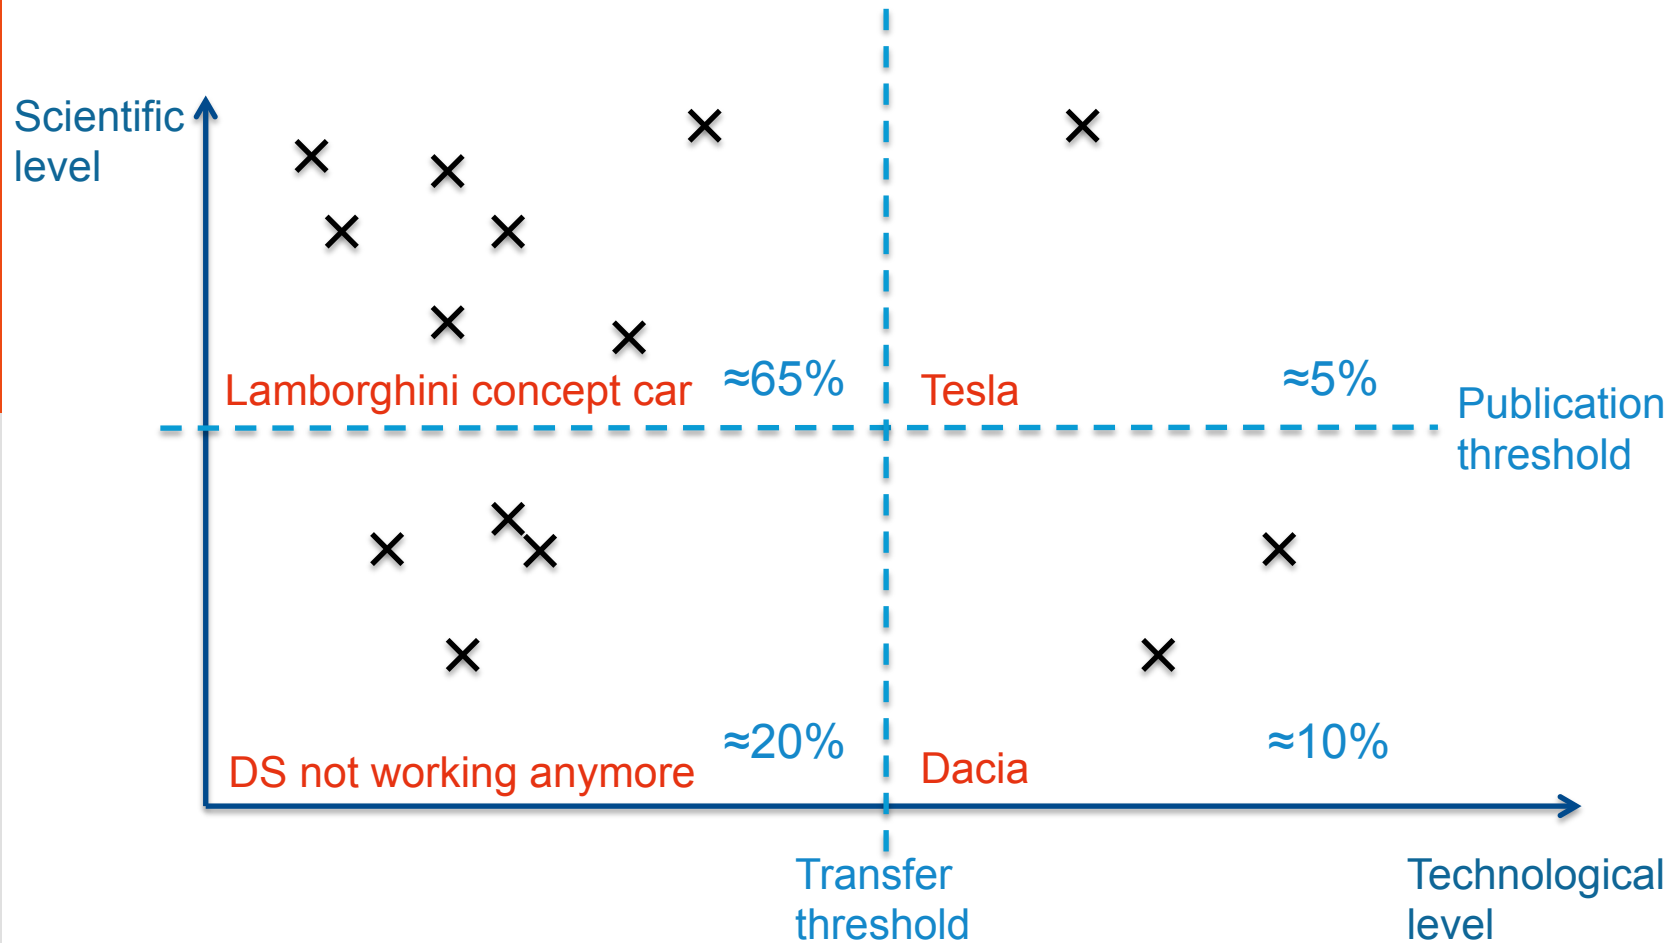 Scientific
level
Lamborghini concept car
≈65%
Tesla
≈5%
Publication
threshold
DS not working anymore
≈20%
Dacia
≈10%
Transfer
threshold
Technological
level